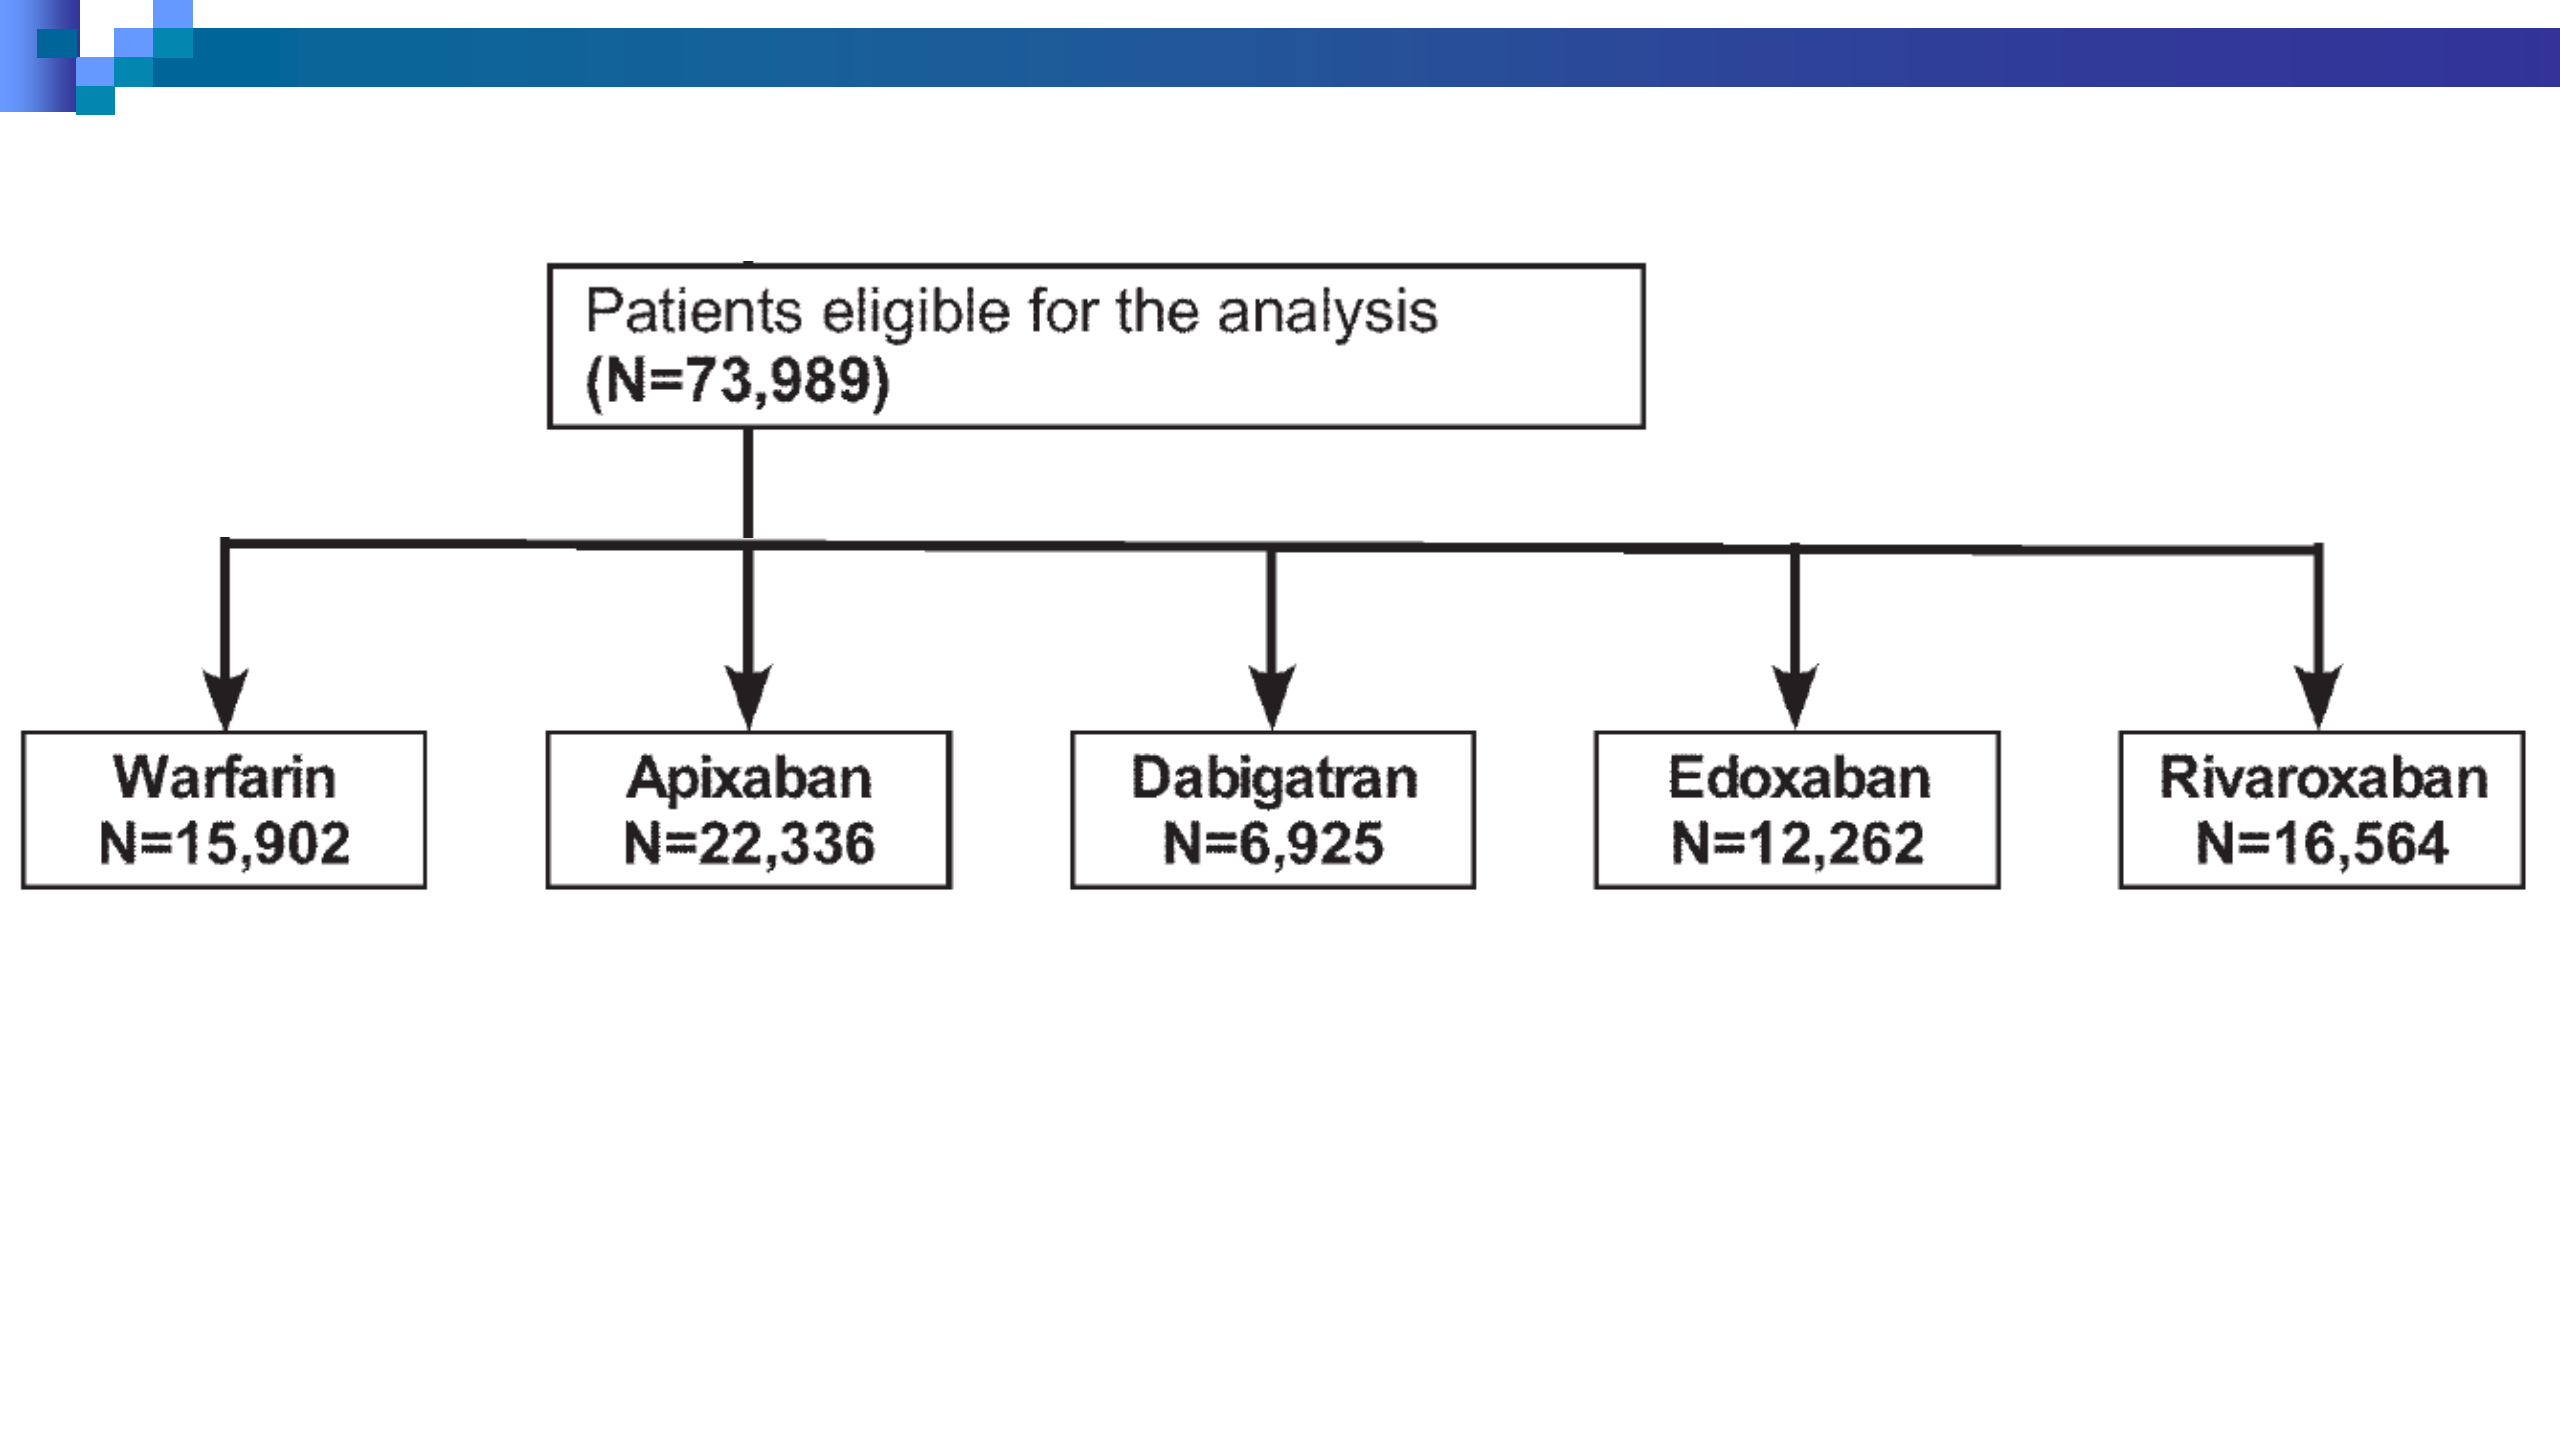 Patients eligible for the analysis
(N=73,989)
Warfarin
N=15,902
Apixaban
N=22,336
Dabigatran
N=6,925
Edoxaban
N=12,262
Rivaroxaban
N=16,564